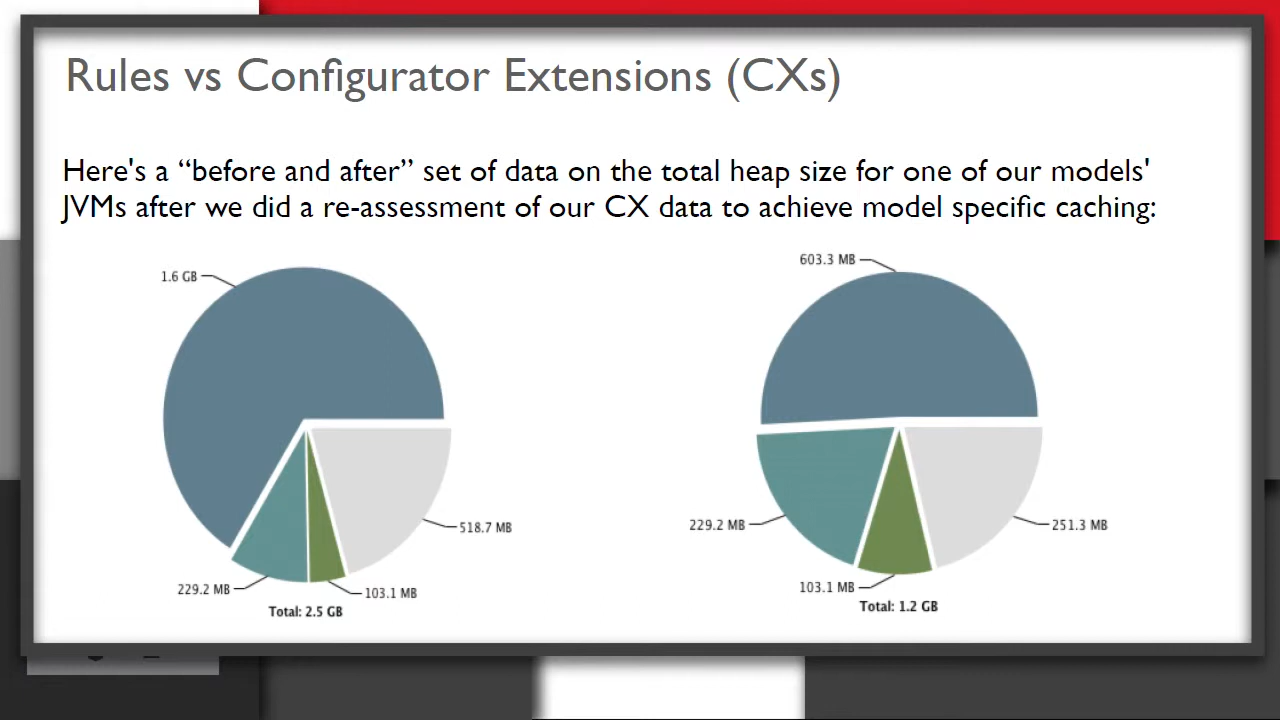 Rules vs Configurator Extensions (CXs)
Here's a “before and after” set of data on the total heap size for one of our models'
JVMs after we did a re-assessment of our CX data to achieve model specific caching:
1.6 GB
518.7 MB
229.2 MB
103.1 MB
Total: 2.5 GB
603.3 MB
229.2 MB
251.3 MB
103.1 MB
Total: 1.2 GB